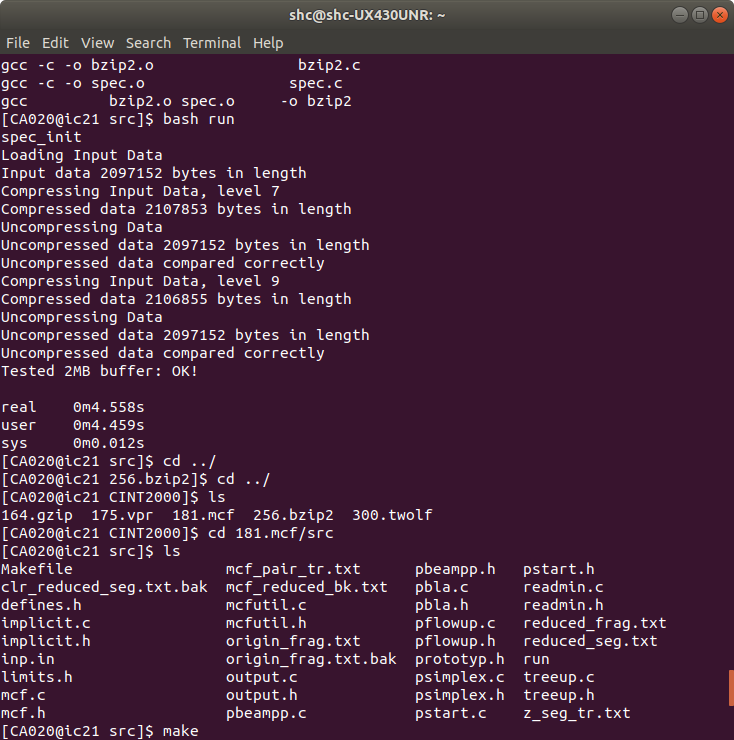 shc@shc-UX430UNR: ~
File Edit View Search Terminal Help
gcc -c -o bzip2.o                bzip2.c
gcc -c -o spec.o                spec.c
gcc         bzip2.o spec.o     -o bzip2
[CA020@ic21 src]$ bash run
spec_init
Loading Input Data
Input data 2097152 bytes in length
Compressing Input Data, level 7
Compressed data 2107853 bytes in length
Uncompressing Data
Uncompressed data 2097152 bytes in length
Uncompressed data compared correctly
Compressing Input Data, level 9
Compressed data 2106855 bytes in length
Uncompressing Data
Uncompressed data 2097152 bytes in length
Uncompressed data compared correctly
Tested 2MB buffer: OK!
real    0m4.558s
user    0m4.459s
sys     0m0.012s
[CA020@ic21 src]$ cd ../
[CA020@ic21 256.bzip2]$ cd ../
[CA020@ic21 CINT2000]$ ls
164.gzip  175.vpr  181.mcf  256.bzip2  300.twolf
[CA020@ic21 CINT2000]$ cd 181.mcf/src
[CA020@ic21 src]$ ls
Makefile                 mcf_pair_tr.txt      pbeampp.h   pstart.h
clr_reduced_seg.txt.bak  mcf_reduced_bk.txt   pbla.c      readmin.c
defines.h                mcfutil.c            pbla.h      readmin.h
implicit.c               mcfutil.h            pflowup.c   reduced_frag.txt
implicit.h               origin_frag.txt      pflowup.h   reduced_seg.txt
inp.in                   origin_frag.txt.bak  prototyp.h  run
limits.h                 output.c             psimplex.c  treeup.c
mcf.c                    output.h             psimplex.h  treeup.h
mcf.h                    pbeampp.c            pstart.c    z_seg_tr.txt
[CA020@ic21 src]$ make